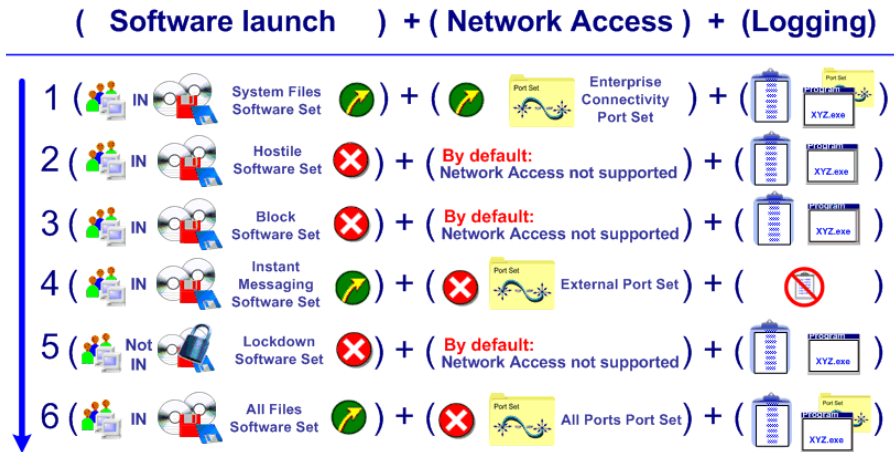 ( Software launch ) + ( Network Access ) + (Logging)
1 ( IN System Files Software Set ) + ( Port Set Enterprise Connectivity Port Set ) + ( Port Set Program XYZ.exe )
2 ( IN Hostile Software Set ) + ( By default: Network Access not supported ) + ( Program XYZ.exe )
3 ( IN Block Software Set ) + ( By default: Network Access not supported ) + ( Program XYZ.exe )
4 ( IN Instant Messaging Software Set ) + ( Port Set External Port Set ) + ( )
5 ( Not IN Lockdown Software Set ) + ( By default: Network Access not supported ) + ( Program XYZ.exe )
6 ( IN All Files Software Set ) + ( Port Set All Ports Port Set ) + ( Port Set Program XYZ.exe )